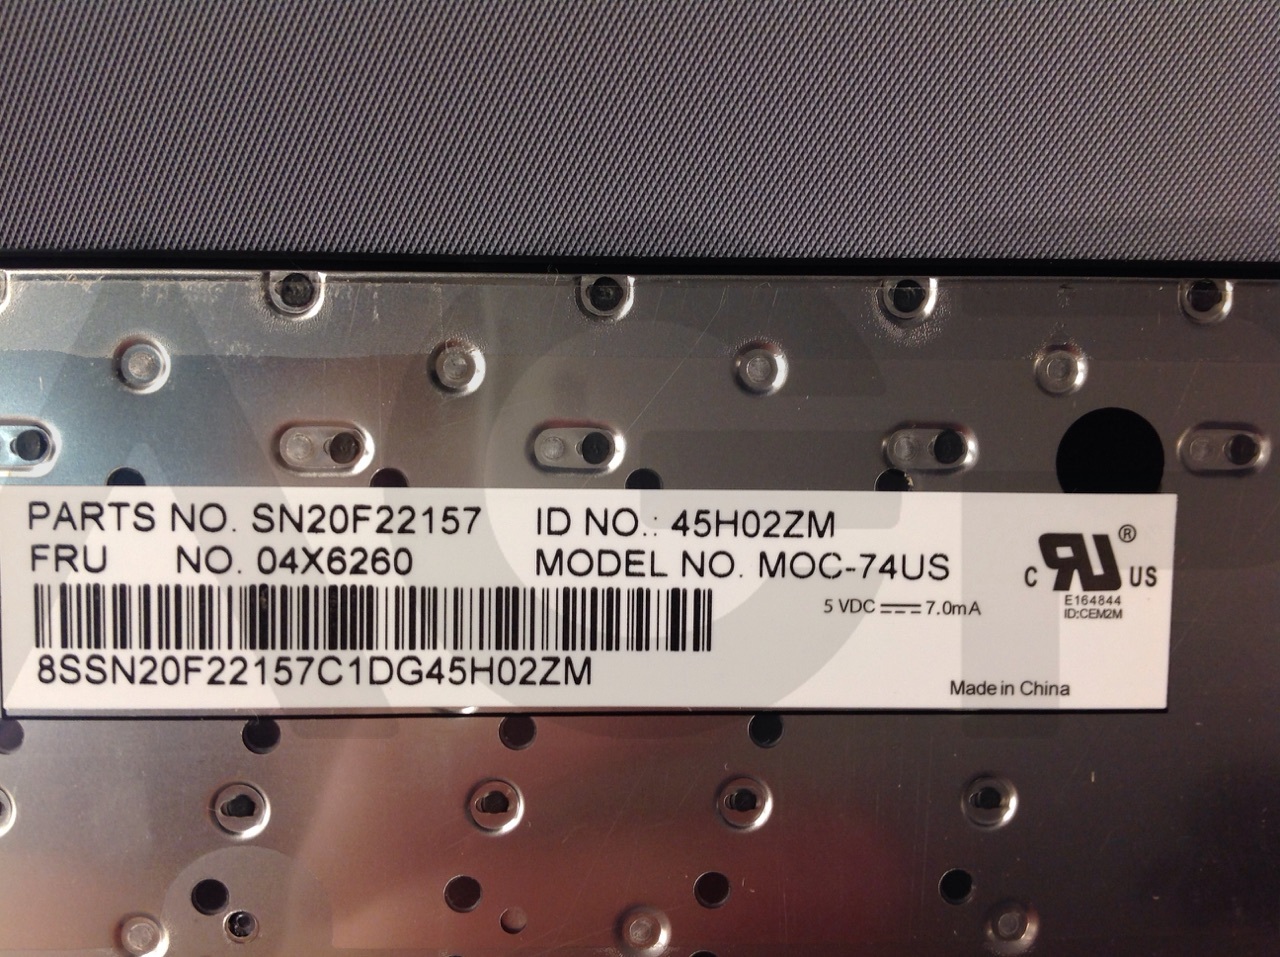 PARTS NO. SN20F22157 ID NO.: 45H02ZM
FRU NO. 04X6260 MODEL NO. MOC-74US
5 VDC ⎓ 7.0mA
8SSN20F22157C1DG45H02ZM
C RU ® US
E164844
ID:CEM2M
Made in China